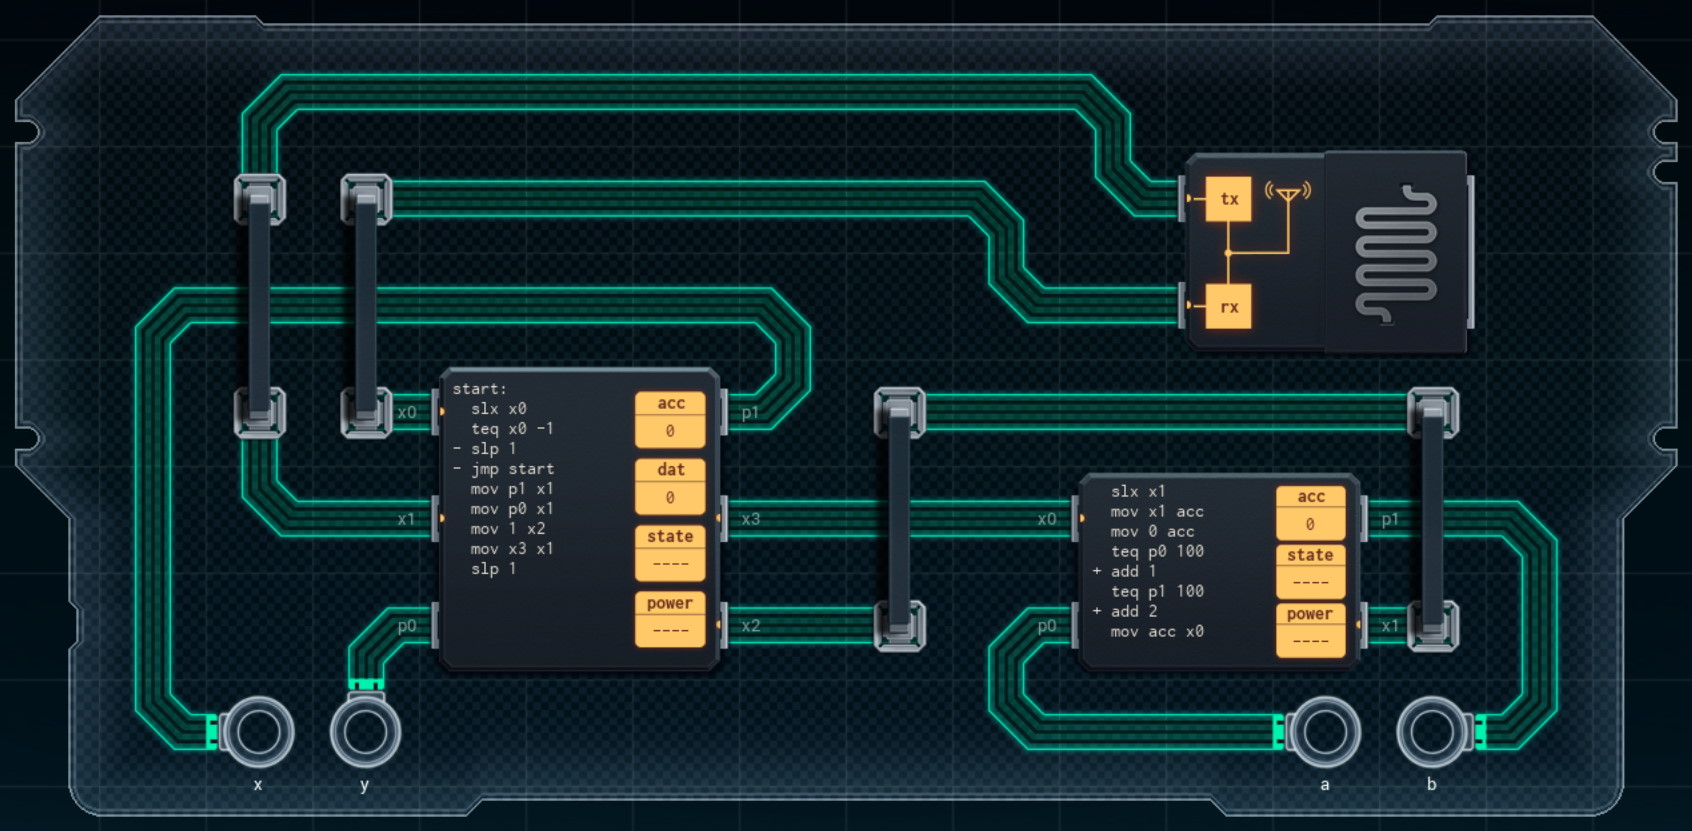 tx
rx
start:
slx x0
teq x0 -1
- slp 1
- jmp start
mov p1 x1
mov p0 x1
mov 1 x2
mov x3 x1
slp 1
acc
0
dat
0
state
----
power
----
x0
x1
p0
p1
x3
x2
slx x1
mov x1 acc
mov 0 acc
teq p0 100
+ add 1
teq p1 100
+ add 2
mov acc x0
acc
0
state
----
power
----
x0
p0
p1
x1
x
y
a
b